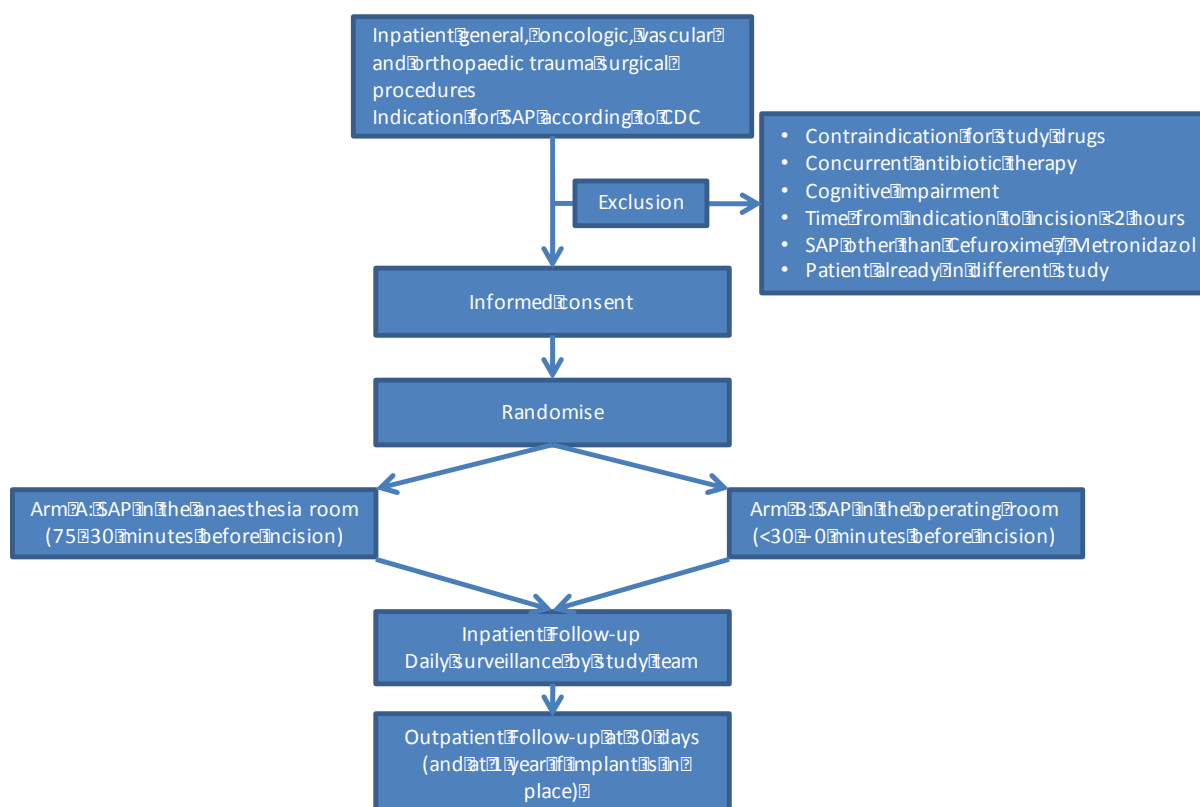 Inpatient general, oncologic, vascular
and orthopaedic trauma surgical
procedures
Indication for SAP according to CDC
Exclusion
• Contraindication for study drugs
• Concurrent antibiotic therapy
• Cognitive impairment
• Time from indication to incision <2 hours
• SAP other than Cefuroxime / Metronidazol
• Patient already in different study
Informed consent
Randomise
Arm A: SAP in the anaesthesia room
(75 30 minutes before incision)
Arm B: SAP in the operating room
(<30 – 0 minutes before incision)
Inpatient Follow-up
Daily surveillance by study team
Outpatient Follow-up at 30 days
(and at 1 year if implant is in
place)